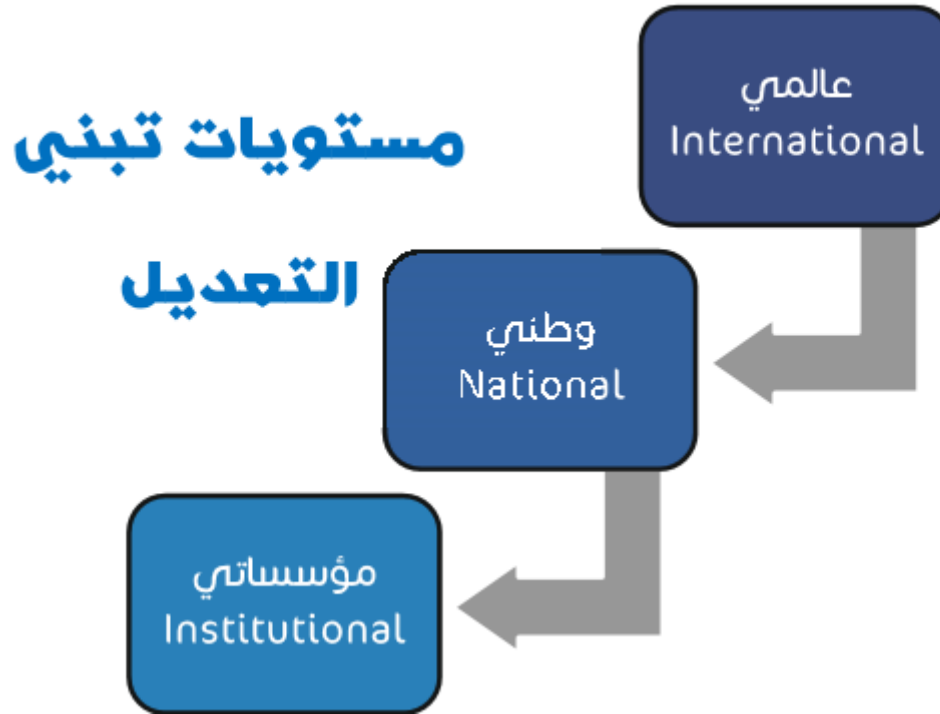 مستويات تبني
التعديل
عالمي
International
وطني
National
مؤسساتي
Institutional